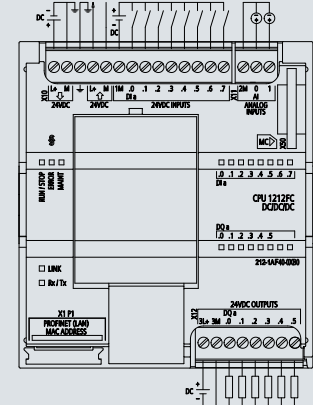 DC
DC
X10
L+ M
L+ M
1M .0 .1 .2 .3 .4 .5 .6 .7
DI a
24VDC
24VDC
24VDC INPUTS
X11
2M 0 1
AI
ANALOG
INPUTS
MC
X50
RUN / STOP
ERROR
MAINT
.0 .1 .2 .3 .4 .5 .6 .7
DI a
CPU 1212FC
DC/DC/DC
DQ a
.0 .1 .2 .3 .4 .5
212-1AF40-0XB0
LINK
Rx / Tx
X1 P1
PROFINET (LAN)
MAC ADDRESS
24VDC OUTPUTS
X12
DQ a
3L+ 3M .0 .1 .2 .3 .4 .5
DC